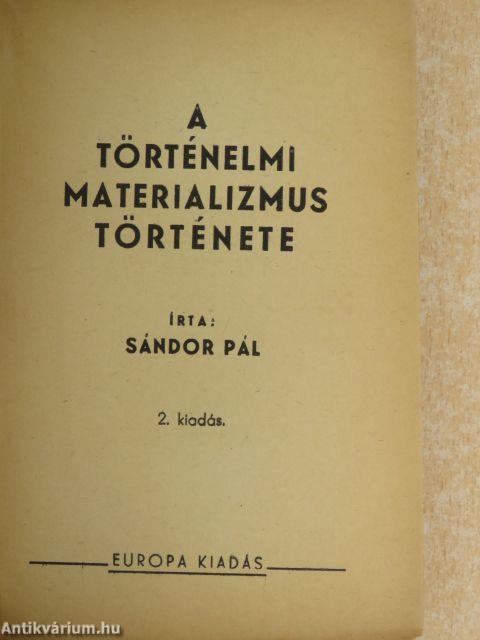 A
TÖRTÉNELMI
MATERIALIZMUS
TÖRTÉNETE
ÍRTA:
SÁNDOR PÁL
2. kiadás.
EUROPA KIADÁS
Antikvárium.hu